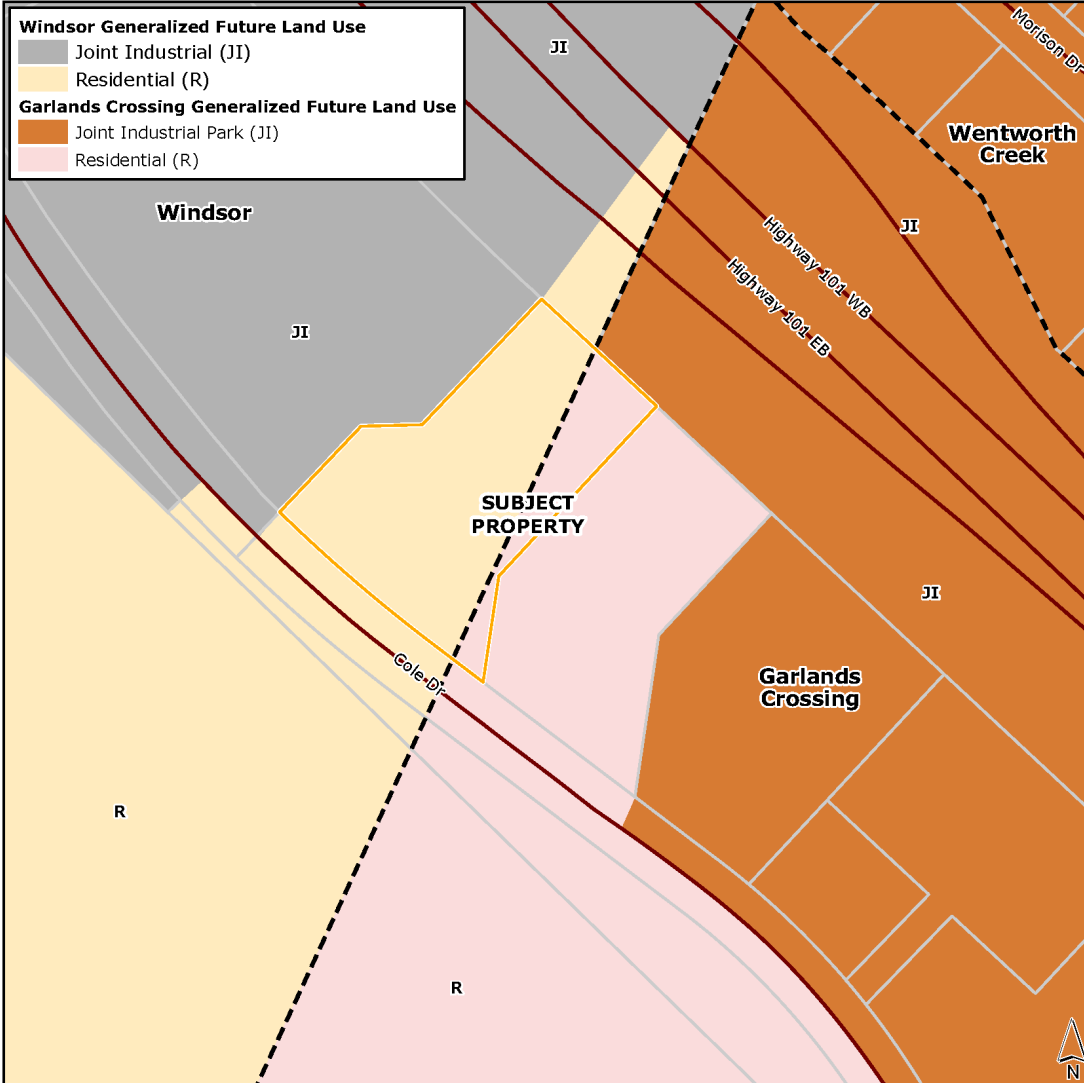 Windsor Generalized Future Land Use
Joint Industrial (JI)
Residential (R)
Garlands Crossing Generalized Future Land Use
Joint Industrial Park (JI)
Residential (R)
JI
Morison Dr
Wentworth
Creek
Windsor
JI
Highway 101 WB
Highway 101 EB
JI
SUBJECT
PROPERTY
JI
Cole Dr
Garlands
Crossing
R
R
N